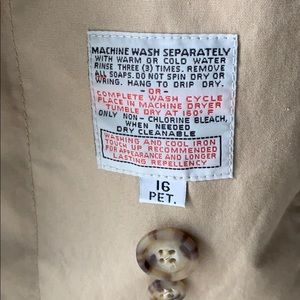 MACHINE WASH SEPARATELY
WITH WARM OR COLD WATER
RINSE THREE (3) TIMES. REMOVE
ALL SOAPS. DO NOT SPIN DRY OR
WRING. HANG TO DRIP DRY.
-OR-
COMPLETE WASH CYCLE
PLACE IN MACHINE DRYER
TUMBLE DRY AT 160° F
ONLY NON-CHLORINE BLEACH,
WHEN NEEDED
DRY CLEANABLE
WASHING AND COOL IRON
TOUCH UP RECOMMENDED
FOR APPEARANCE AND LONGER
LASTING REPELLENCY
16
PET.